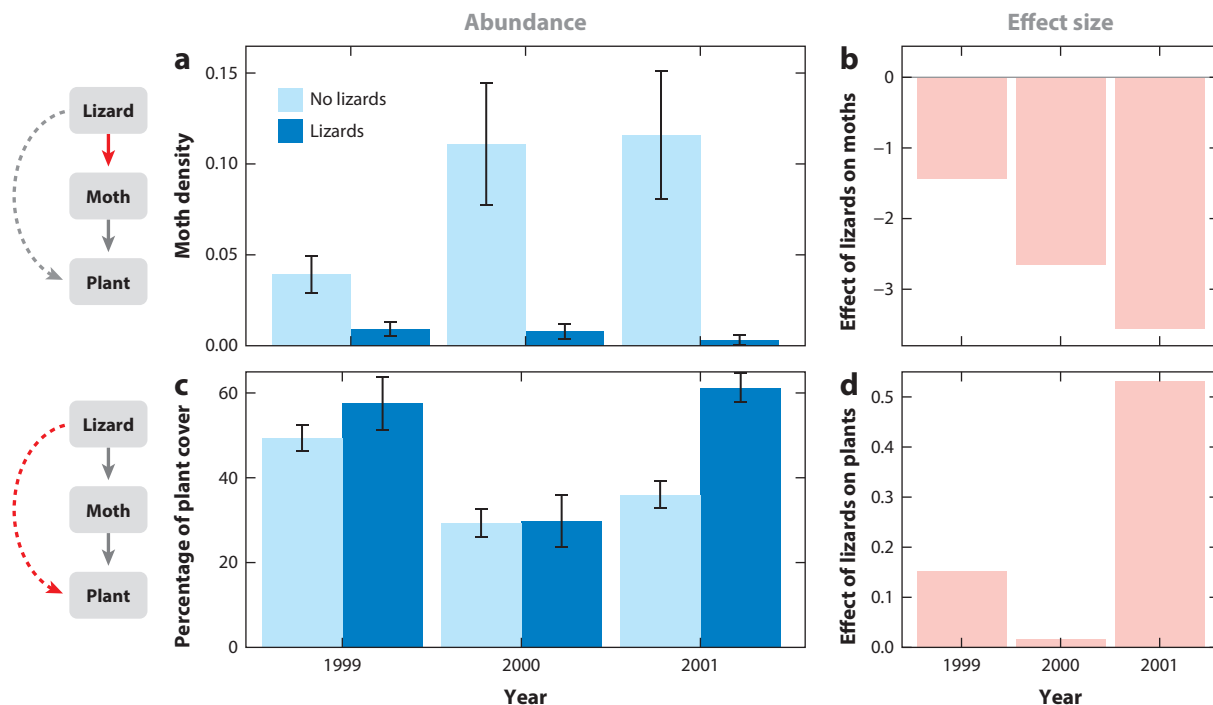 Abundance
Effect size
a
Moth density
0.15
0.10
0.05
0.00
No lizards
Lizards
b
Effect of lizards on moths
0
−1
−2
−3
Lizard
Moth
Plant
c
Percentage of plant cover
60
40
20
0
1999
2000
2001
Year
d
Effect of lizards on plants
0.5
0.4
0.3
0.2
0.1
0.0
1999
2000
2001
Year
Lizard
Moth
Plant